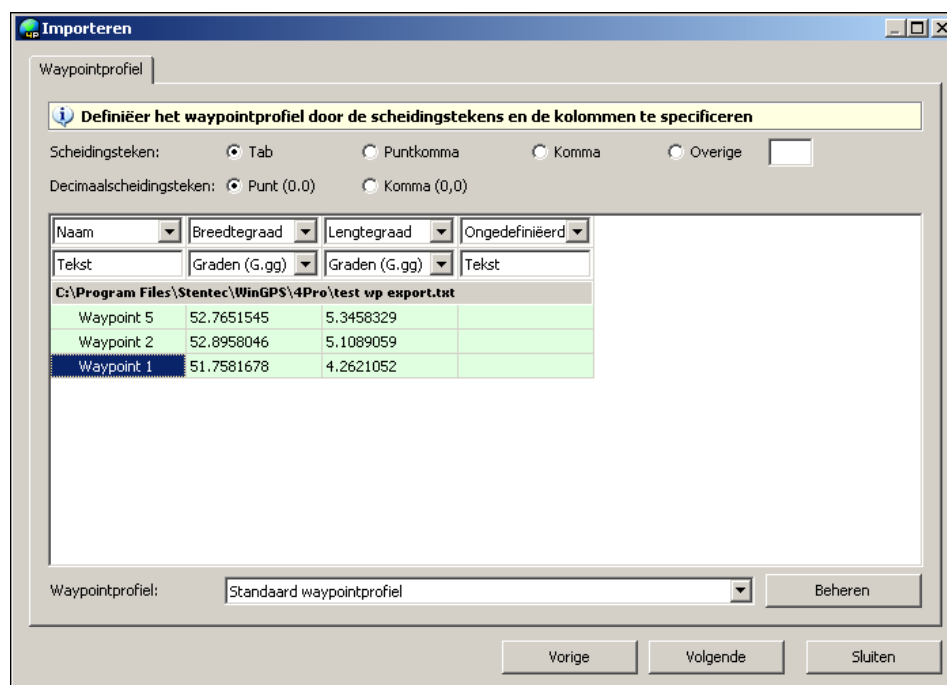 Importeren
Waypointprofiel
Definiëer het waypointprofiel door de scheidingstekens en de kolommen te specificeren
Scheidingsteken: Tab Puntkomma Komma Overige
Decimaalscheidingsteken: Punt (0.0) Komma (0,0)
Naam Breedtegraad Lengtegraad Ongedefiniëerd
Tekst Graden (G.gg) Graden (G.gg) Tekst
C:\Program Files\Stentec\WinGPS\4Pro\test wp export.txt
Waypoint 5 52.7651545 5.3458329
Waypoint 2 52.8958046 5.1089059
Waypoint 1 51.7581678 4.2621052
Waypointprofiel: Standaard waypointprofiel Beheren
Vorige Volgende Sluiten